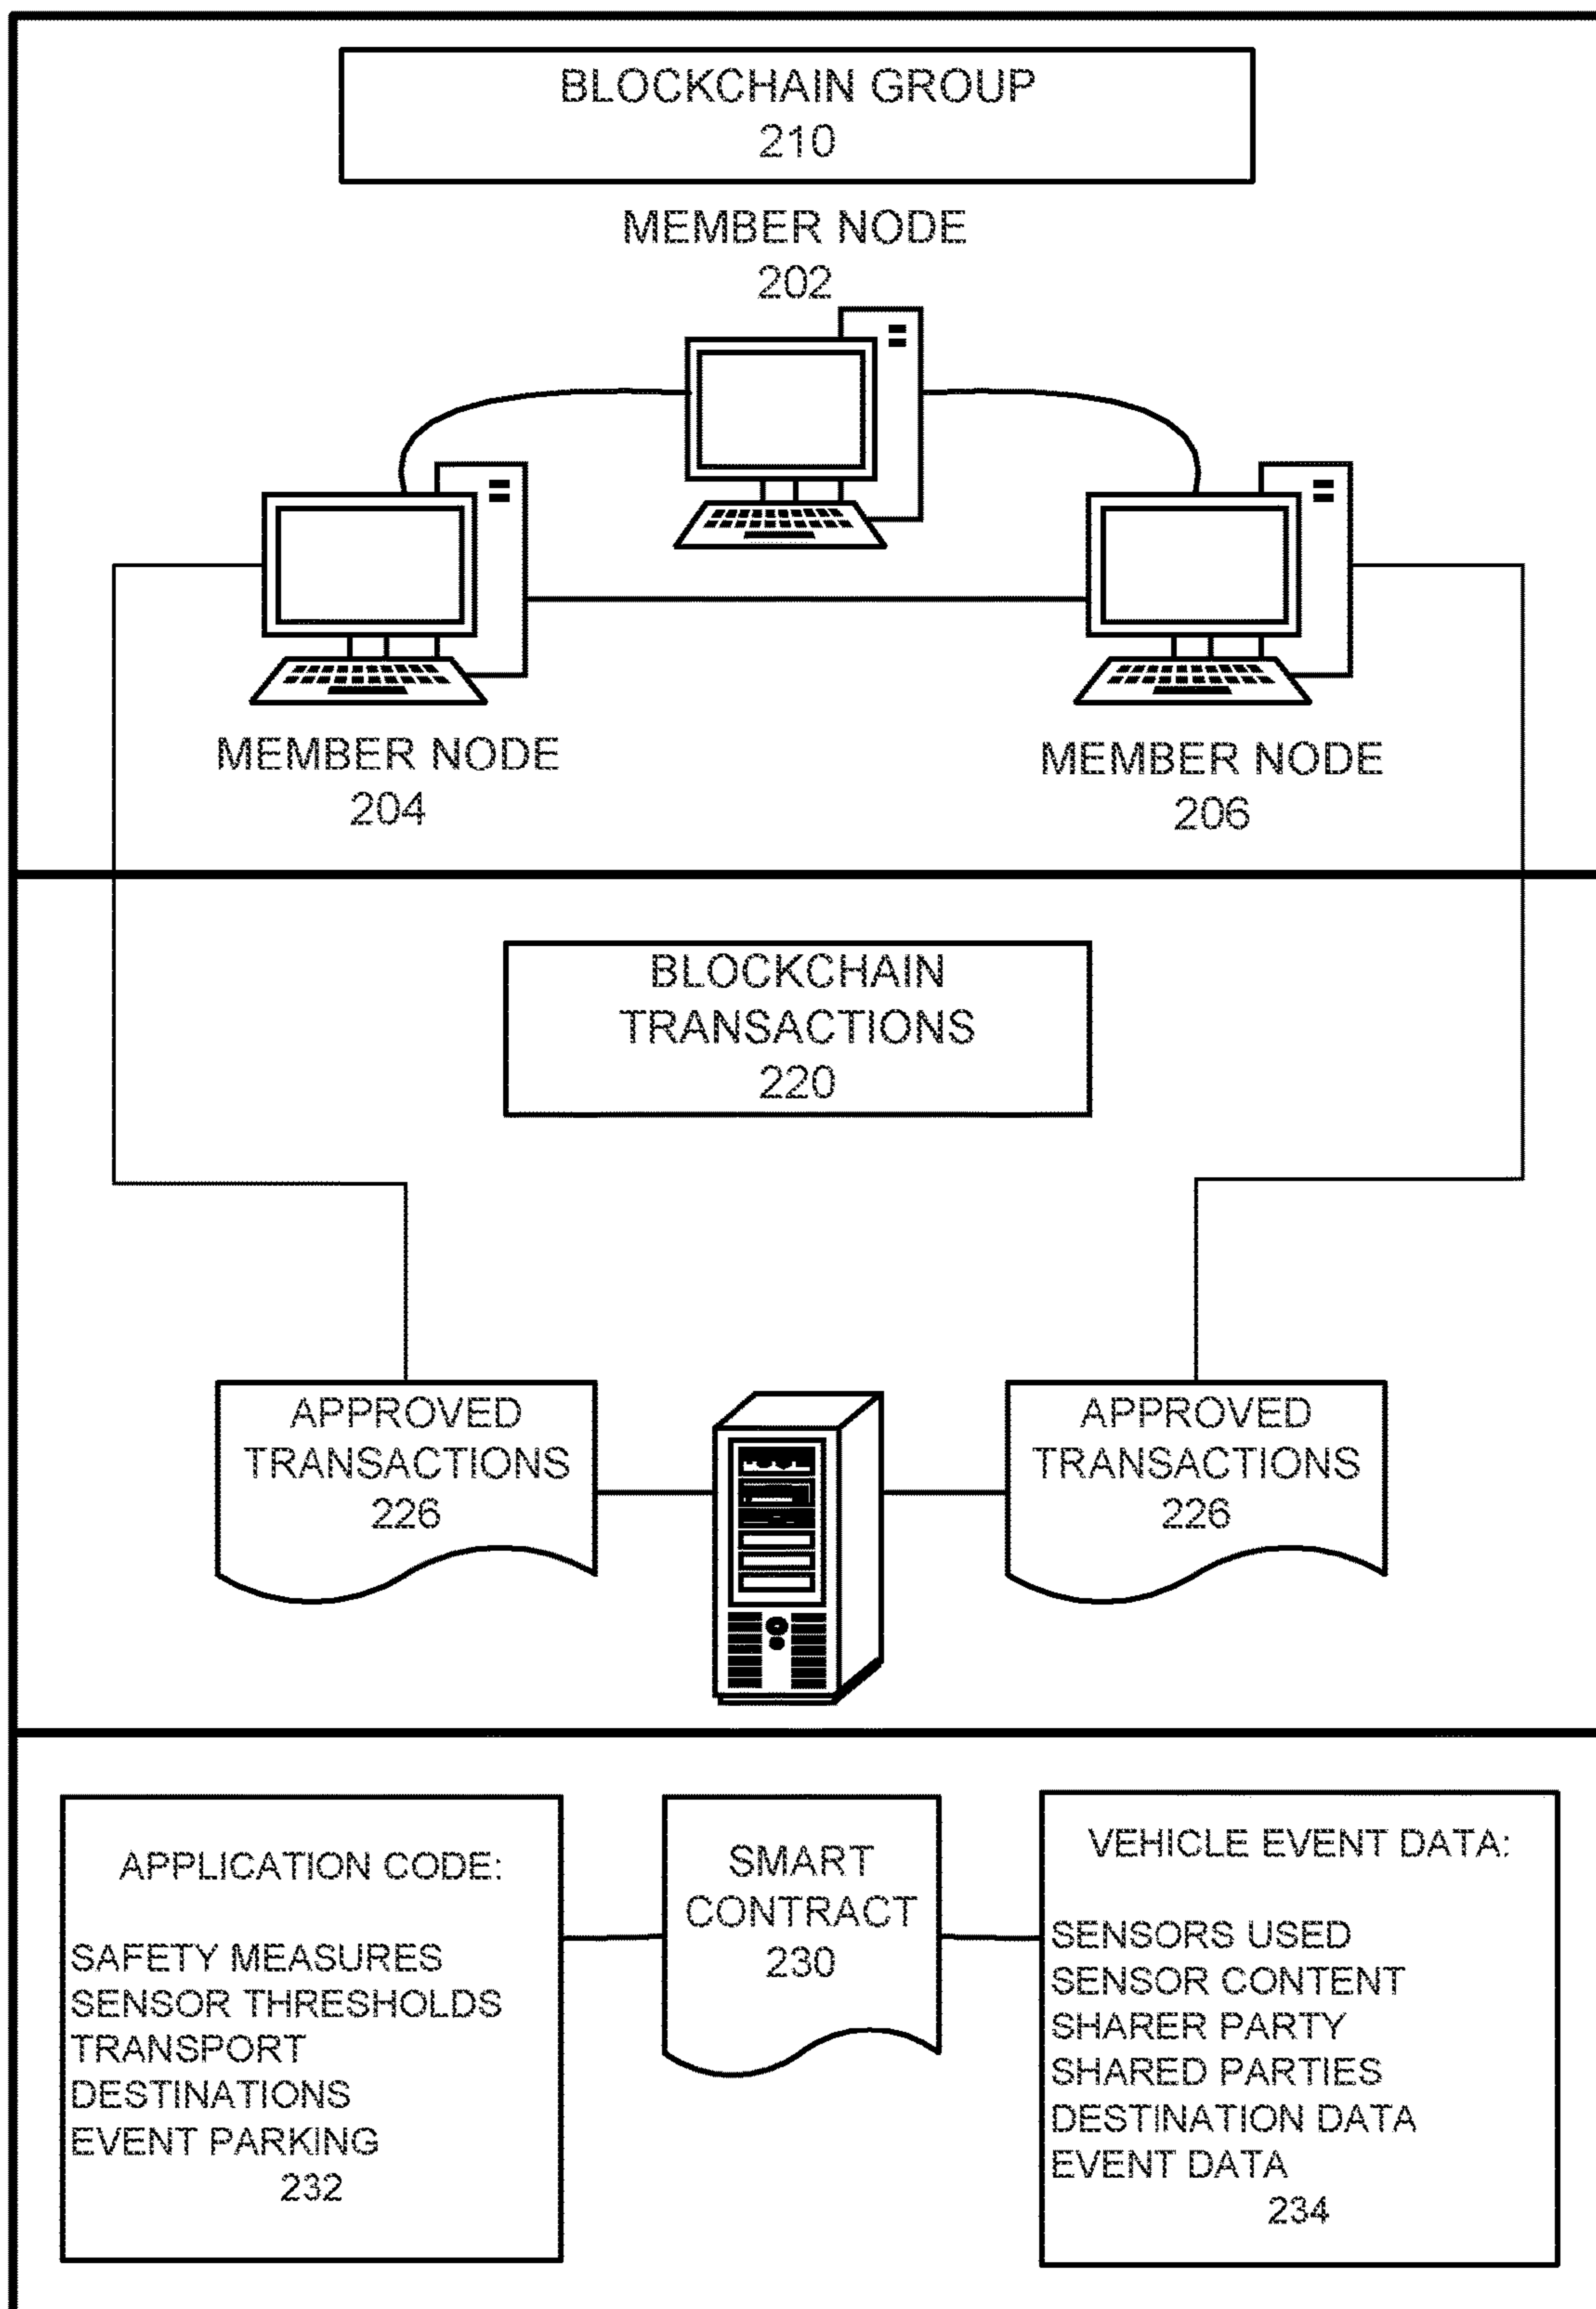 BLOCKCHAIN GROUP
210
MEMBER NODE
202
MEMBER NODE
204
MEMBER NODE
206
BLOCKCHAIN
TRANSACTIONS
220
APPROVED
TRANSACTIONS
226
APPROVED
TRANSACTIONS
226
APPLICATION CODE:
SAFETY MEASURES
SENSOR THRESHOLDS
TRANSPORT
DESTINATIONS
EVENT PARKING
232
SMART
CONTRACT
230
VEHICLE EVENT DATA:
SENSORS USED
SENSOR CONTENT
SHARER PARTY
SHARED PARTIES
DESTINATION DATA
EVENT DATA
234